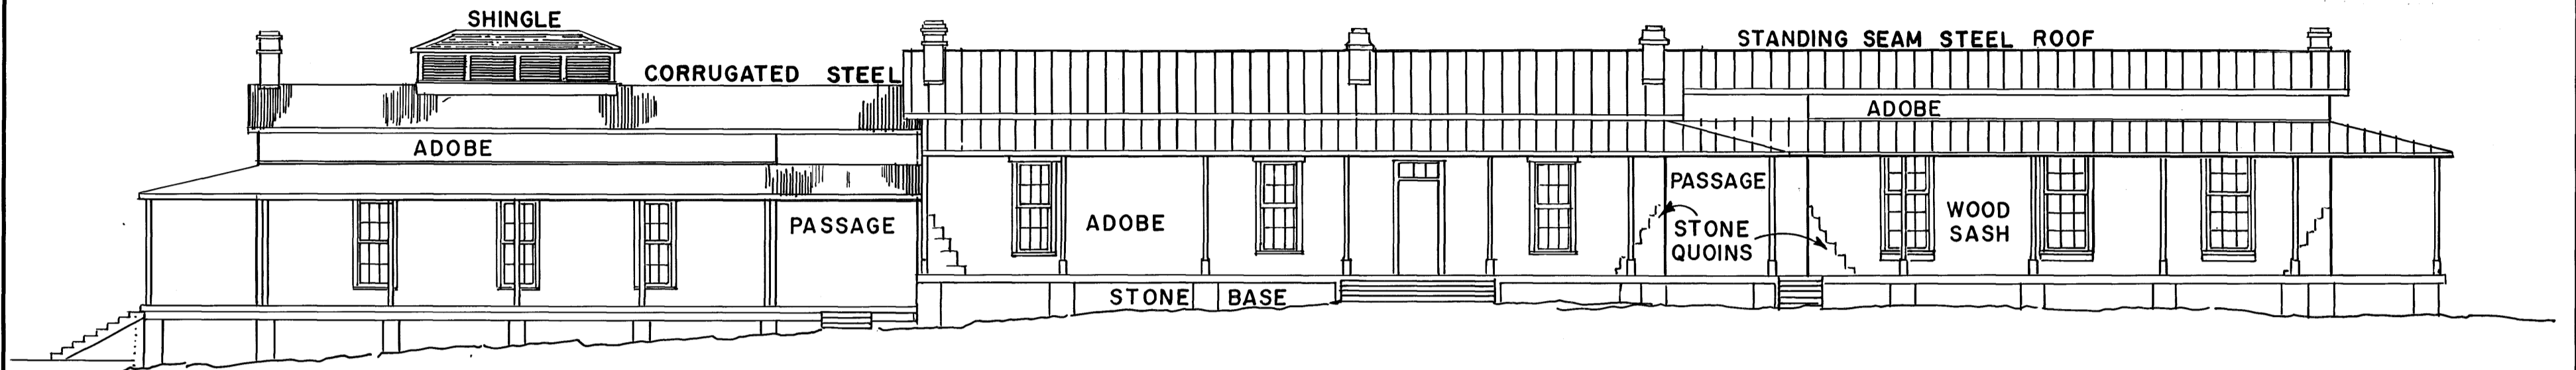 SHINGLE
CORRUGATED STEEL
STANDING SEAM STEEL ROOF
ADOBE
ADOBE
PASSAGE
ADOBE
PASSAGE
STONE
QUOINS
WOOD
SASH
STONE BASE